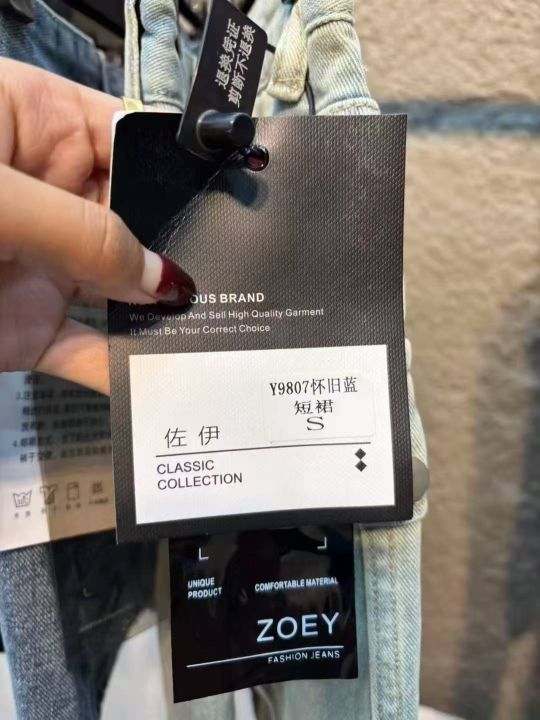 退换凭证
剪断不退换
OUS BRAND
We Develop And Sell High Quality Garment
It Must Be Your Correct Choice
Y9807怀旧蓝
短裙
S
佐伊
CLASSIC
COLLECTION
UNIQUE
PRODUCT
COMFORTABLE MATERIAL
ZOEY
FASHION JEANS